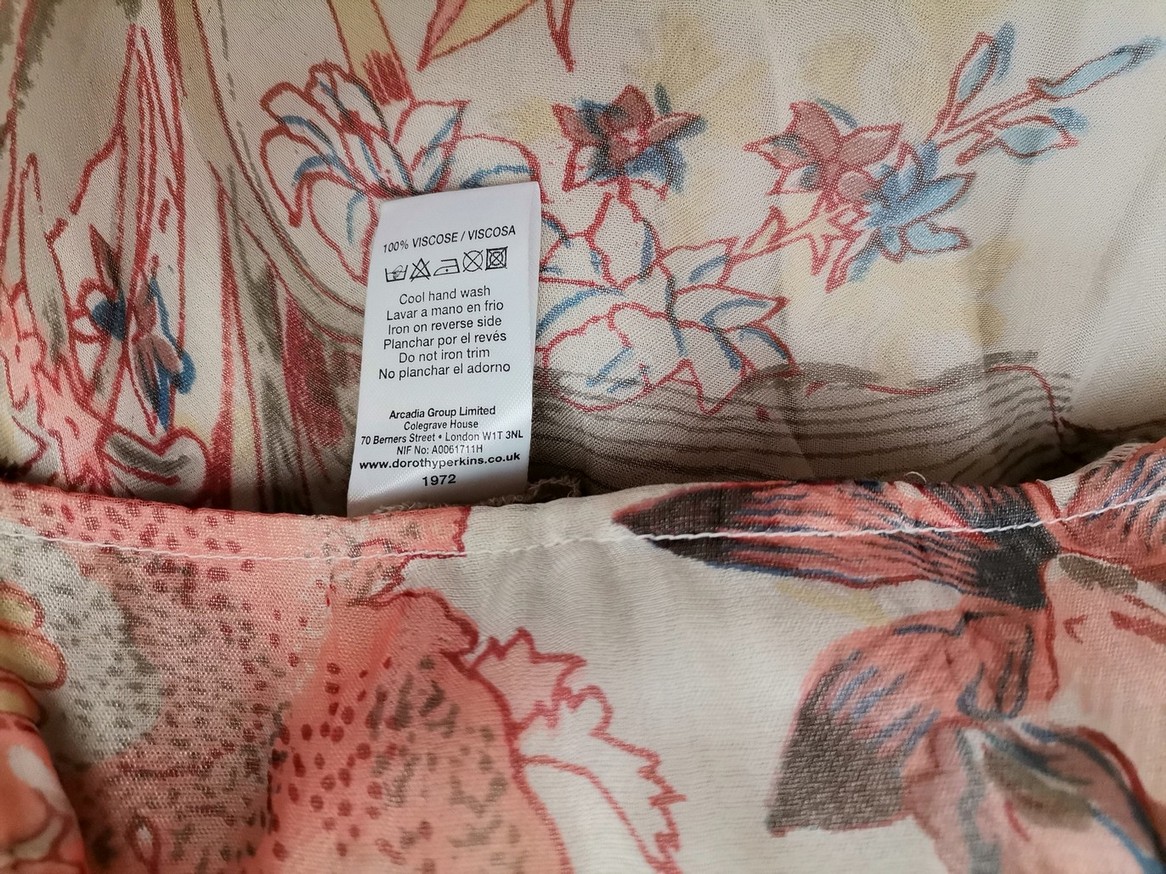 100% VISCOSE / VISCOSA
Cool hand wash
Lavar a mano en frio
Iron on reverse side
Planchar por el revés
Do not iron trim
No planchar el adorno
Arcadia Group Limited
Colegrave House
70 Berners Street • London W1T 3NL
NIF No: A0061711H
www.dorothyperkins.co.uk
1972